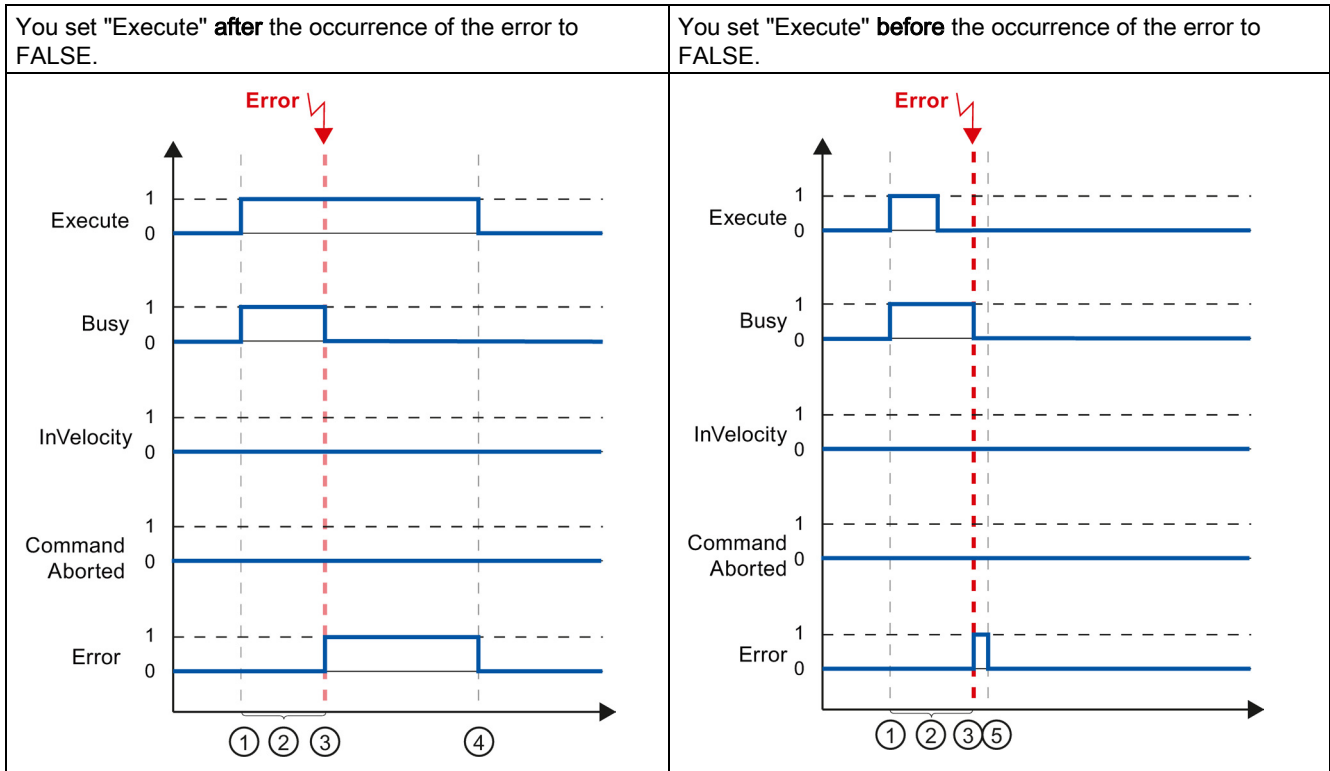 You set "Execute" after the occurrence of the error to
FALSE.
Error
1
Execute
0
1
Busy
0
1
InVelocity
0
1
Command
0
Aborted
1
Error
0
① ② ③ ④
You set "Execute" before the occurrence of the error to
FALSE.
Error
1
Execute
0
1
Busy
0
1
InVelocity
0
1
Command
0
Aborted
1
Error
0
① ② ③ ⑤